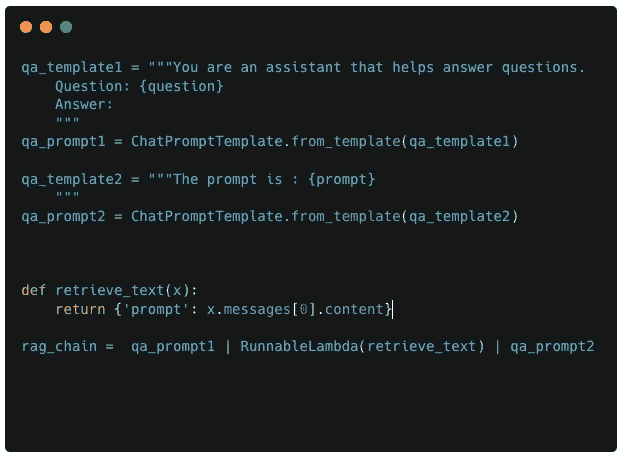 qa_template1 = """You are an assistant that helps answer questions.
    Question: {question}
    Answer:
    """
qa_prompt1 = ChatPromptTemplate.from_template(qa_template1)
qa_template2 = """The prompt is : {prompt}
    """
qa_prompt2 = ChatPromptTemplate.from_template(qa_template2)
def retrieve_text(x):
    return {'prompt': x.messages[0].content}
rag_chain =  qa_prompt1 | RunnableLambda(retrieve_text) | qa_prompt2